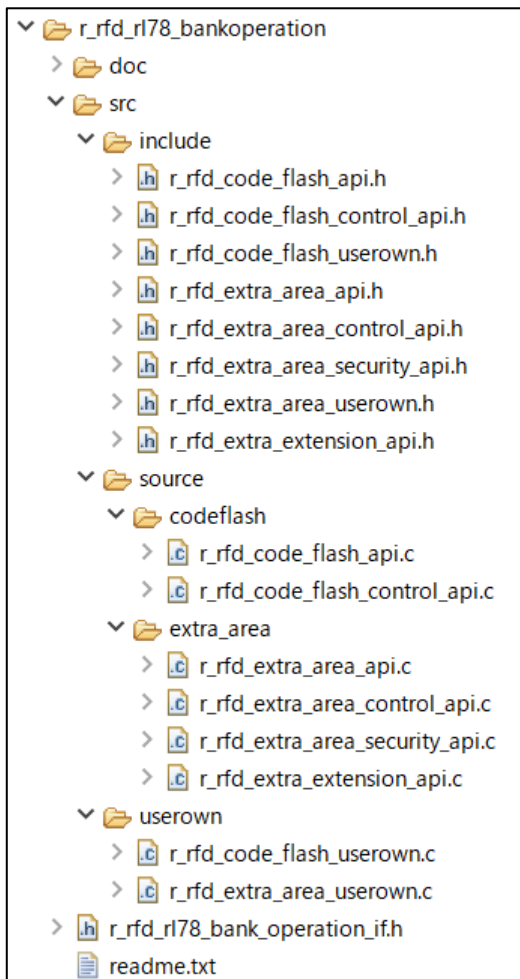 r_rfd_rl78_bankoperation
doc
src
include
r_rfd_code_flash_api.h
r_rfd_code_flash_control_api.h
r_rfd_code_flash_userown.h
r_rfd_extra_area_api.h
r_rfd_extra_area_control_api.h
r_rfd_extra_area_security_api.h
r_rfd_extra_area_userown.h
r_rfd_extra_extension_api.h
source
codeflash
r_rfd_code_flash_api.c
r_rfd_code_flash_control_api.c
extra_area
r_rfd_extra_area_api.c
r_rfd_extra_area_control_api.c
r_rfd_extra_area_security_api.c
r_rfd_extra_extension_api.c
userown
r_rfd_code_flash_userown.c
r_rfd_extra_area_userown.c
r_rfd_rl78_bank_operation_if.h
readme.txt